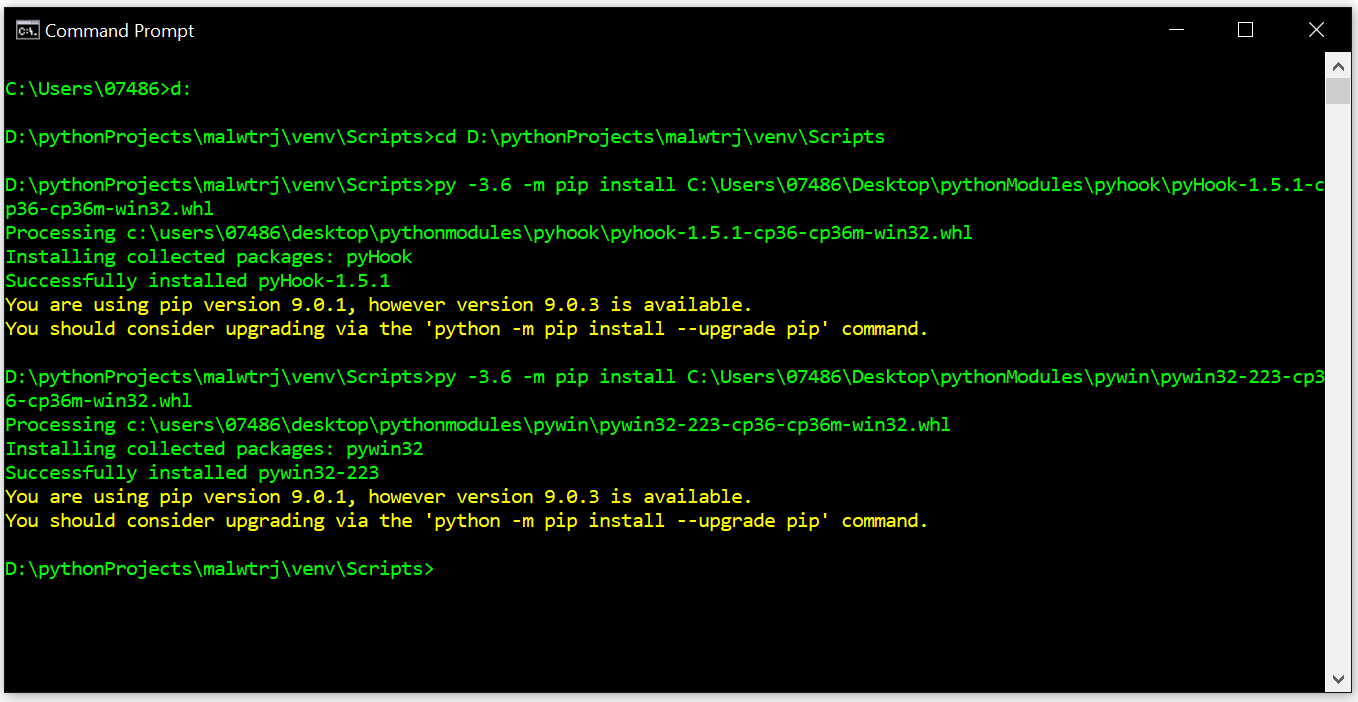 Command Prompt
C:\Users\07486>d:
D:\pythonProjects\malwtrj\venv\Scripts>cd D:\pythonProjects\malwtrj\venv\Scripts
D:\pythonProjects\malwtrj\venv\Scripts>py -3.6 -m pip install C:\Users\07486\Desktop\pythonModules\pyhook\pyHook-1.5.1-c
p36-cp36m-win32.whl
Processing c:\users\07486\desktop\pythonmodules\pyhook\pyhook-1.5.1-cp36-cp36m-win32.whl
Installing collected packages: pyHook
Successfully installed pyHook-1.5.1
You are using pip version 9.0.1, however version 9.0.3 is available.
You should consider upgrading via the 'python -m pip install --upgrade pip' command.
D:\pythonProjects\malwtrj\venv\Scripts>py -3.6 -m pip install C:\Users\07486\Desktop\pythonModules\pywin\pywin32-223-cp3
6-cp36m-win32.whl
Processing c:\users\07486\desktop\pythonmodules\pywin\pywin32-223-cp36-cp36m-win32.whl
Installing collected packages: pywin32
Successfully installed pywin32-223
You are using pip version 9.0.1, however version 9.0.3 is available.
You should consider upgrading via the 'python -m pip install --upgrade pip' command.
D:\pythonProjects\malwtrj\venv\Scripts>